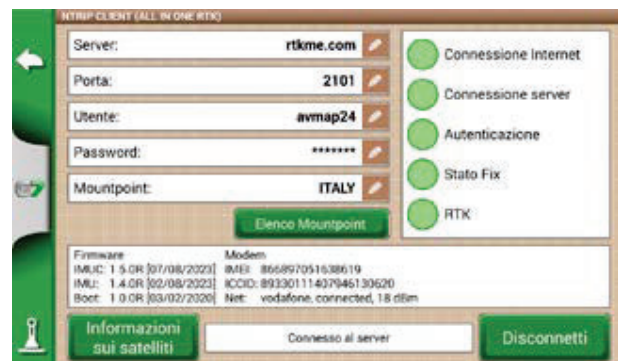 NTRIP CLIENT (ALL IN ONE RTK)
Server: rtkme.com
Porta: 2101
Utente: avmap24
Password: *******
Mountpoint: ITALY
Elenco Mountpoint
Connessione Internet
Connessione server
Autenticazione
Stato Fix
RTK
Firmware
IMUC: 1.5.0R [07/08/2023]
IMU: 1.4.0R [02/08/2023]
Boot: 1.0.0R [03/02/2020]
Modem
IMEI: 866897051638619
ICCID: 89330111407946130620
Net: vodafone, connected, 18 dBm
Informazioni
sui satelliti
Connesso al server
Disconnetti